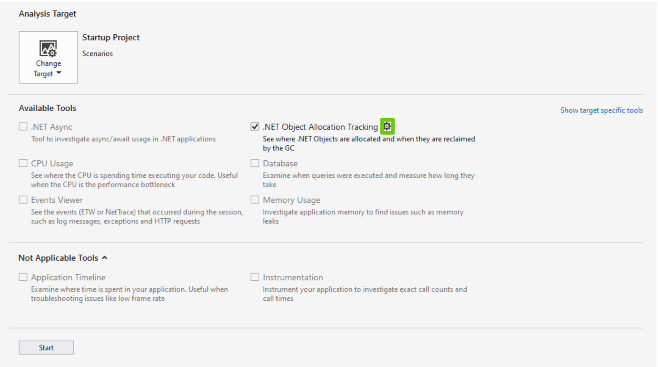 Analysis Target
Change
Target
Startup Project
Scenarios
Available Tools
Show target specific tools
.NET Async
Tool to investigate async/await usage in .NET applications
.NET Object Allocation Tracking
See where .NET Objects are allocated and when they are reclaimed
by the GC
CPU Usage
See where the CPU is spending time executing your code. Useful
when the CPU is the performance bottleneck
Database
Examine when queries were executed and measure how long they
take
Events Viewer
See the events (ETW or NetTrace) that occurred during the session,
such as log messages, exceptions and HTTP requests
Memory Usage
Investigate application memory to find issues such as memory
leaks
Not Applicable Tools
Application Timeline
Examine where time is spent in your application. Useful when
troubleshooting issues like low frame rate
Instrumentation
Instrument your application to investigate exact call counts and
call times
Start